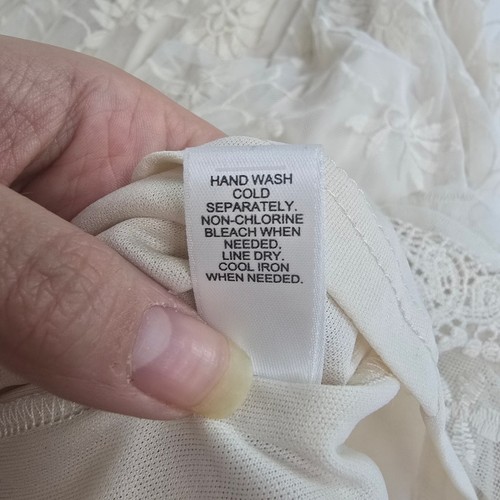 HAND WASH
COLD
SEPARATELY.
NON-CHLORINE
BLEACH WHEN
NEEDED.
LINE DRY.
COOL IRON
WHEN NEEDED.